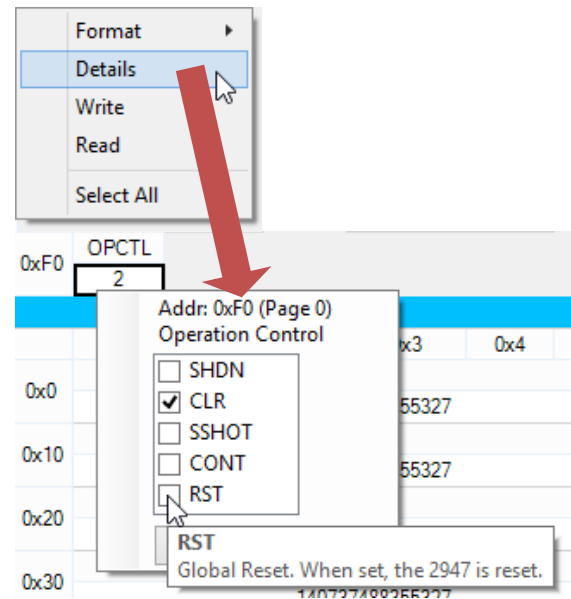 Format
Details
Write
Read
Select All
0xF0
OPCTL
2
Addr: 0xF0 (Page 0)
Operation Control
x3
0x4
SHDN
0x0
CLR
55327
SSHOT
0x10
CONT
55327
RST
0x20
RST
Global Reset. When set, the 2947 is reset.
0x30